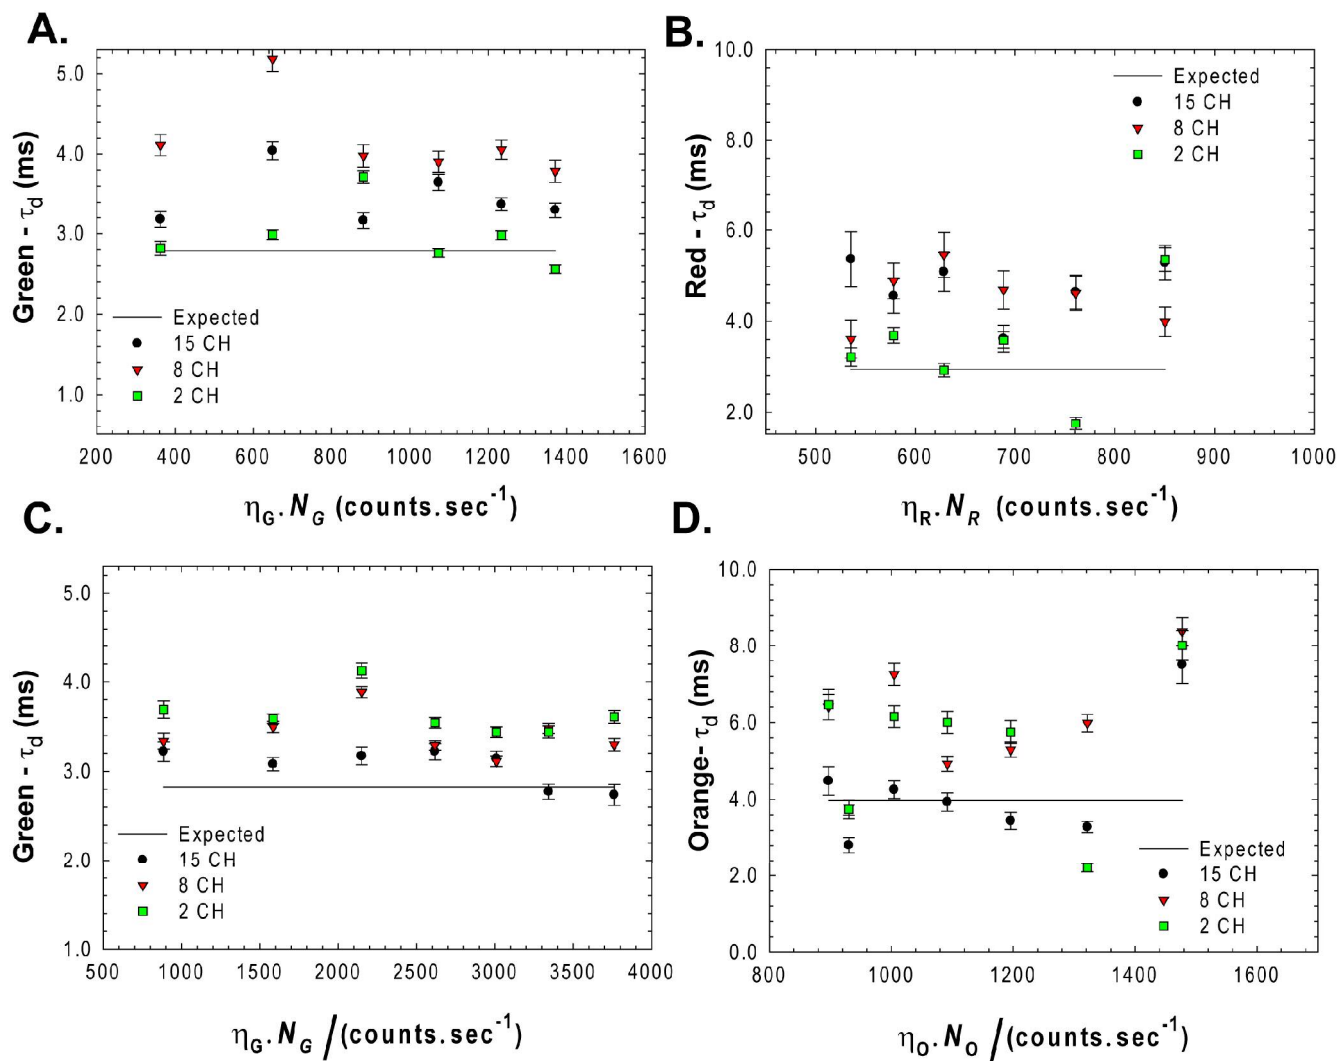 A.
5.0
4.0
3.0
2.0
1.0
Green - τd (ms)
Expected
15 CH
8 CH
2 CH
200 400 600 800 1000 1200 1400 1600
ηG.NG (counts.sec-1)
B.
10.0
8.0
6.0
4.0
2.0
Red - τd (ms)
Expected
15 CH
8 CH
2 CH
500 600 700 800 900 1000
ηR.NR (counts.sec-1)
C.
5.0
4.0
3.0
2.0
1.0
Green - τd (ms)
Expected
15 CH
8 CH
2 CH
500 1000 1500 2000 2500 3000 3500 4000
ηG.NG /(counts.sec-1)
D.
10.0
8.0
6.0
4.0
2.0
0.0
Orange- τd (ms)
Expected
15 CH
8 CH
2 CH
800 1000 1200 1400 1600
ηO.NO /(counts.sec-1)